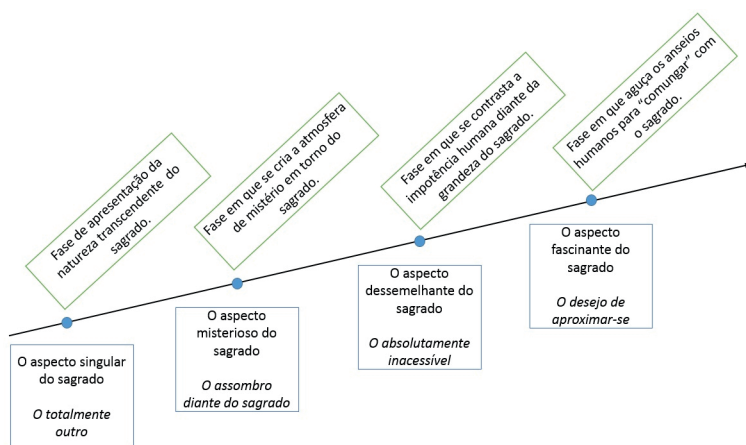 Fase de apresentação da
natureza transcendente do
sagrado.
Fase em que se cria a atmosfera
de mistério em torno do
sagrado.
Fase em que se contrasta a
impotência humana diante da
grandeza do sagrado.
Fase em que aguça os anseios
humanos para “comungar” com
o sagrado.
O aspecto singular
do sagrado
O totalmente
outro
O aspecto
misterioso do
sagrado
O assombro
diante do sagrado
O aspecto
dessemelhante do
sagrado
O absolutamente
inacessível
O aspecto
fascinante do
sagrado
O desejo de
aproximar-se